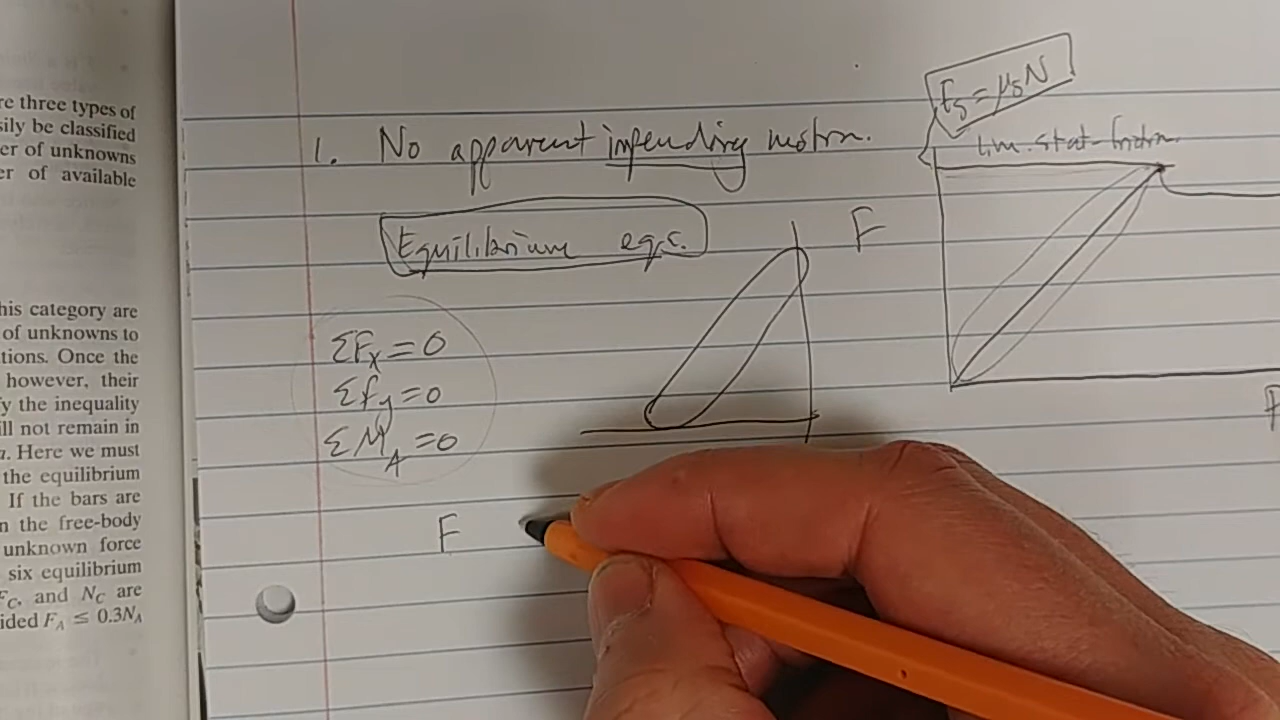 re three types of
sily be classified
er of unknowns
er of available
his category are
of unknowns to
tions. Once the
however, their
fy the inequality
ill not remain in
n. Here we must
the equilibrium
If the bars are
n the free-body
unknown force
six equilibrium
F_C, and N_C are
ided F_A ≤ 0.3N_A
1. No apparent impending motion.
Equilibrium eqs.
ΣF_x = 0
ΣF_y = 0
ΣM_A = 0
F
F
F_s = μ_s N
lim. stat. friction.